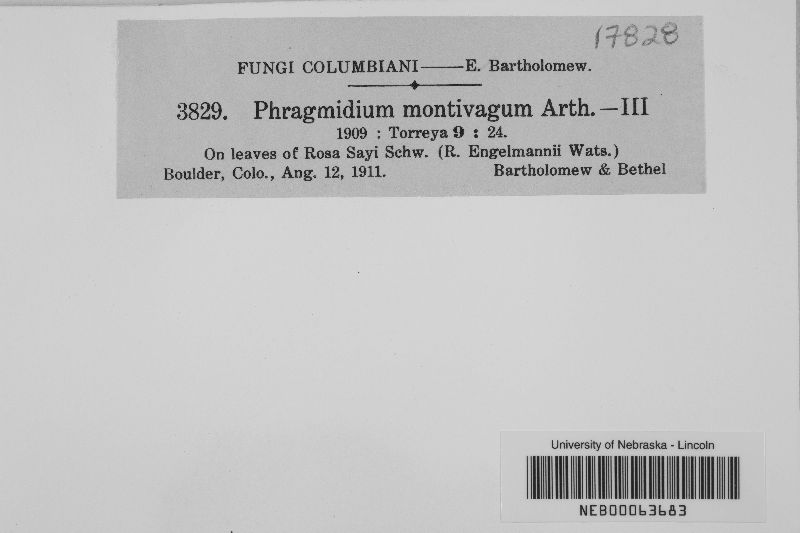 17828
FUNGI COLUMBIANI——E. Bartholomew.
3829. Phragmidium montivagum Arth.—III
1909 : Torreya 9 : 24.
On leaves of Rosa Sayi Schw. (R. Engelmannii Wats.)
Boulder, Colo., Ang. 12, 1911. Bartholomew & Bethel
University of Nebraska - Lincoln
NEB00063683